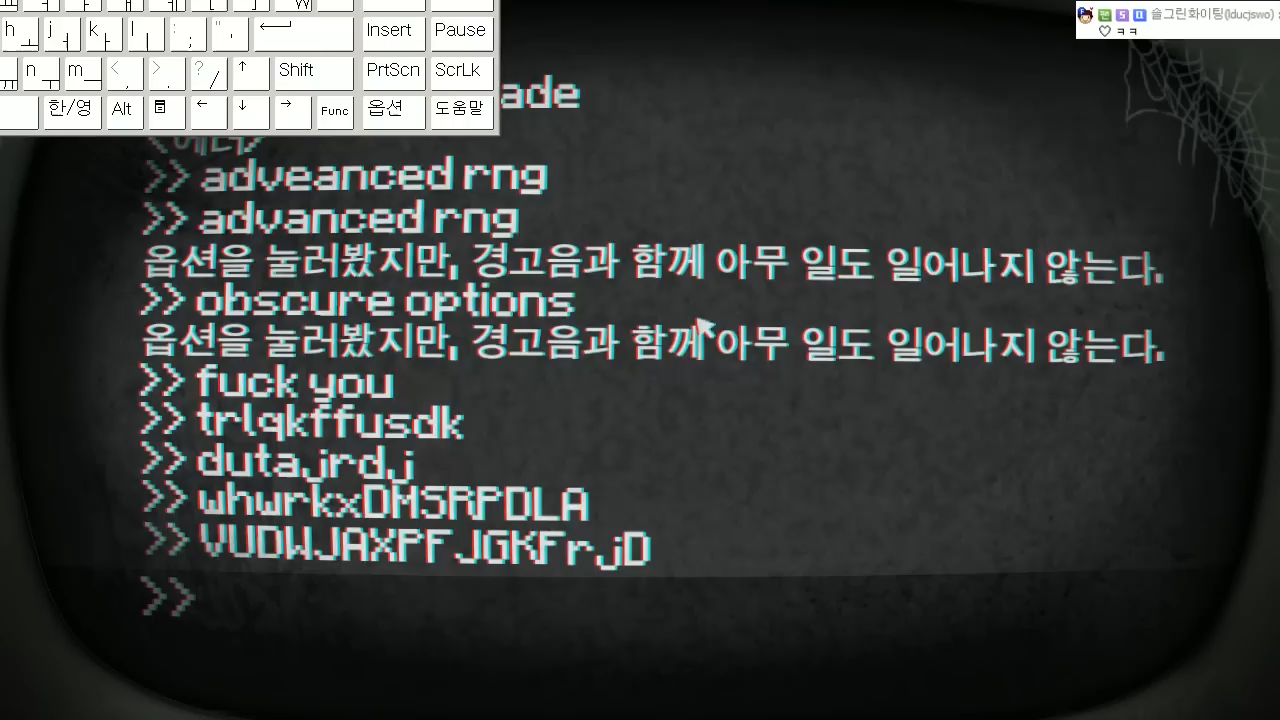 솔그린화이팅(lducjswo) :
♡ ㅋㅋ
h ㅗ j ㅓ k ㅏ l ㅣ : ; " ' Insert Pause
n ㅜ m ㅡ < , > . ? / ↑ Shift PrtScn ScrLk
한/영 Alt ← ↓ → Func 옵션 도움말
ade
<에러>
>> adveanced rng
>> advanced rng
옵션을 눌러봤지만, 경고음과 함께 아무 일도 일어나지 않는다.
>> obscure options
옵션을 눌러봤지만, 경고음과 함께 아무 일도 일어나지 않는다.
>> fuck you
>> trlqkffusdk
>> dutajrd.j
>> whwrkxDMSRPDLA
>> VUDWJAXPFJGKFrjD
>>